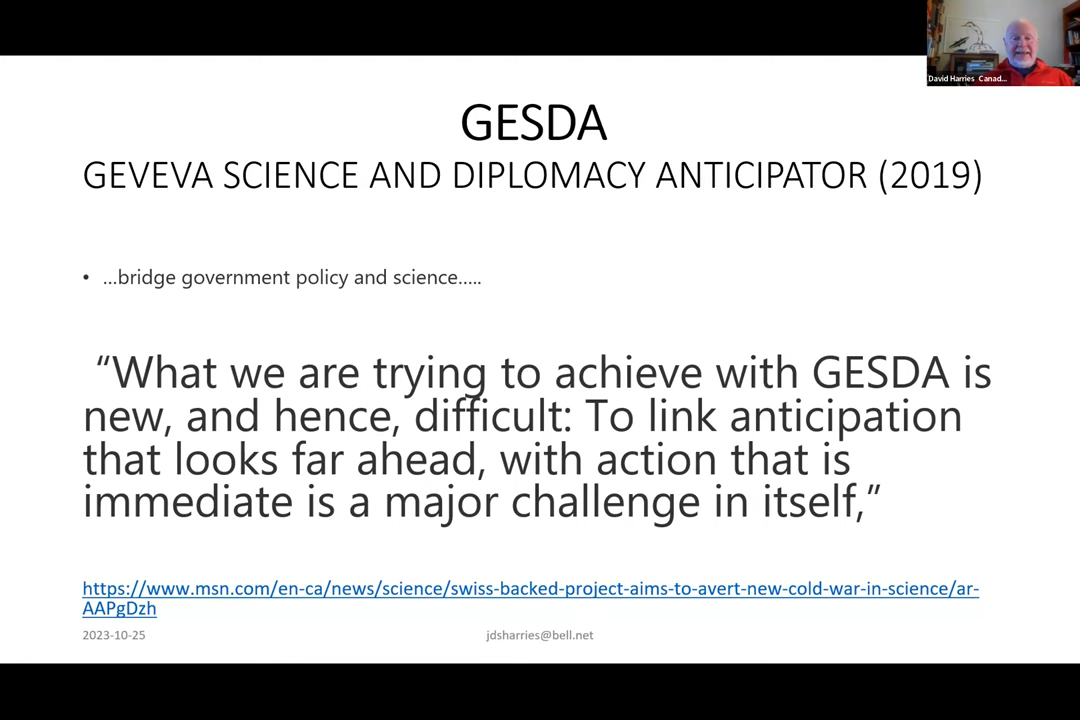 David Harries Canad...
GESDA
GEVEVA SCIENCE AND DIPLOMACY ANTICIPATOR (2019)
• ...bridge government policy and science.....
“What we are trying to achieve with GESDA is
new, and hence, difficult: To link anticipation
that looks far ahead, with action that is
immediate is a major challenge in itself,”
https://www.msn.com/en-ca/news/science/swiss-backed-project-aims-to-avert-new-cold-war-in-science/ar-
AAPgDzh
2023-10-25
jdsharries@bell.net